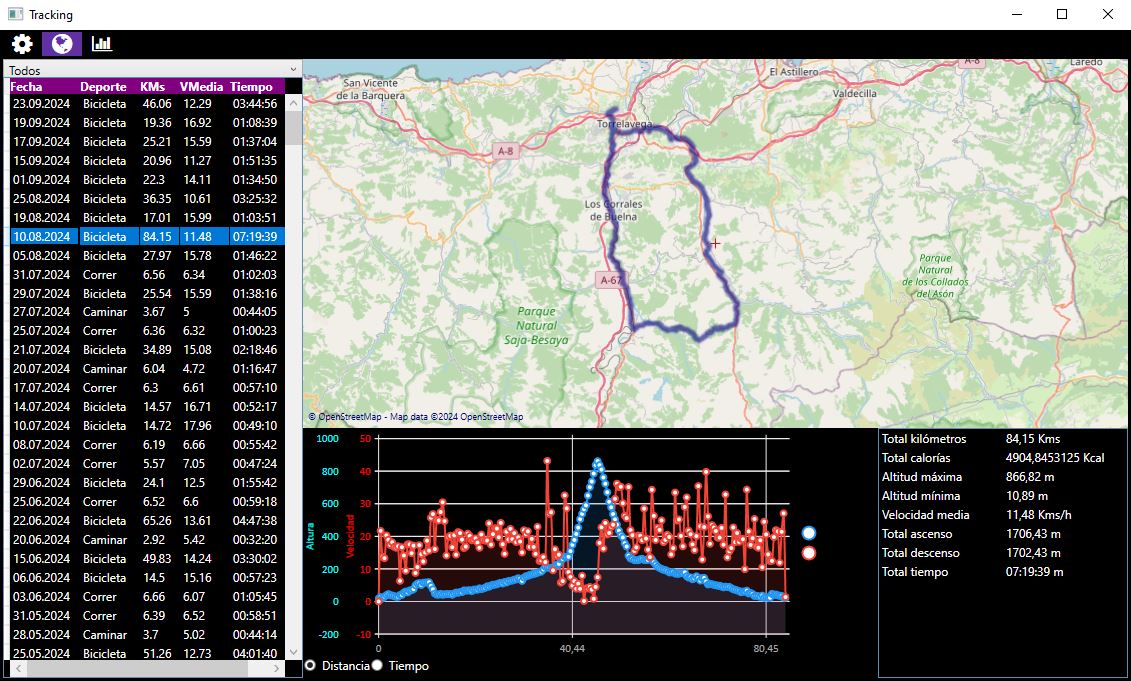 Tracking
Todos
Fecha Deporte KMs VMedia Tiempo
23.09.2024 Bicicleta 46.06 12.29 03:44:56
19.09.2024 Bicicleta 19.36 16.92 01:08:39
17.09.2024 Bicicleta 25.21 15.59 01:37:04
15.09.2024 Bicicleta 20.96 11.27 01:51:35
01.09.2024 Bicicleta 22.3 14.11 01:34:50
25.08.2024 Bicicleta 36.35 10.61 03:25:32
19.08.2024 Bicicleta 17.01 15.99 01:03:51
10.08.2024 Bicicleta 84.15 11.48 07:19:39
05.08.2024 Bicicleta 27.97 15.78 01:46:22
31.07.2024 Correr 6.56 6.34 01:02:03
29.07.2024 Bicicleta 25.54 15.59 01:38:16
27.07.2024 Caminar 3.67 5 00:44:05
25.07.2024 Correr 6.36 6.32 01:00:23
21.07.2024 Bicicleta 34.89 15.08 02:18:46
20.07.2024 Caminar 6.04 4.72 01:16:47
17.07.2024 Correr 6.3 6.61 00:57:10
14.07.2024 Bicicleta 14.57 16.71 00:52:17
10.07.2024 Bicicleta 14.72 17.96 00:49:10
08.07.2024 Correr 6.19 6.66 00:55:42
02.07.2024 Correr 5.57 7.05 00:47:24
29.06.2024 Bicicleta 24.1 12.5 01:55:42
25.06.2024 Correr 6.52 6.6 00:59:18
22.06.2024 Bicicleta 65.26 13.61 04:47:38
20.06.2024 Caminar 2.92 5.42 00:32:20
15.06.2024 Bicicleta 49.83 14.24 03:30:02
06.06.2024 Bicicleta 14.5 15.16 00:57:23
03.06.2024 Correr 6.66 6.07 01:05:45
31.05.2024 Correr 6.39 6.52 00:58:51
28.05.2024 Caminar 3.7 5.02 00:44:14
25.05.2024 Bicicleta 51.26 12.73 04:01:40
San Vicente
de la Barquera
El Astillero
A-8
Laredo
Valdecilla
Torrelavega
A-8
Los Corrales
de Buelna
A-67
Parque
Natural
Saja-Besaya
Parque
Natural
de los Collados
del Asón
© OpenStreetMap - Map data ©2024 OpenStreetMap
1000 50
800 40
600 30
400 20
200 10
0 0
-200 -10
Altura
Velocidad
0 40,44 80,45
Distancia Tiempo
Total kilómetros 84,15 Kms
Total calorías 4904,8453125 Kcal
Altitud máxima 866,82 m
Altitud mínima 10,89 m
Velocidad media 11,48 Kms/h
Total ascenso 1706,43 m
Total descenso 1702,43 m
Total tiempo 07:19:39 m